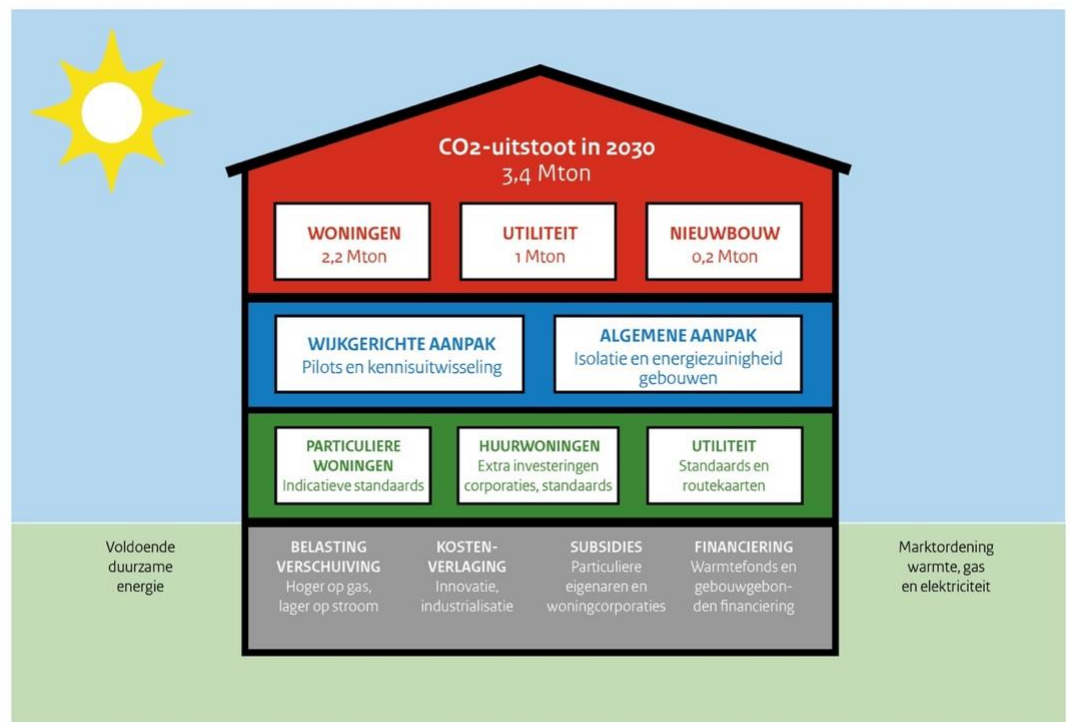 CO2-uitstoot in 2030
3,4 Mton
WONINGEN
2,2 Mton
UTILITEIT
1 Mton
NIEUWBOUW
0,2 Mton
WIJKGERICHTE AANPAK
Pilots en kennisuitwisseling
ALGEMENE AANPAK
Isolatie en energiezuinigheid
gebouwen
PARTICULIERE
WONINGEN
Indicatieve standaards
HUURWONINGEN
Extra investeringen
corporaties, standaards
UTILITEIT
Standaards en
routekaarten
Voldoende
duurzame
energie
BELASTING
VERSCHUIVING
Hoger op gas,
lager op stroom
KOSTEN-
VERLAGING
Innovatie,
industrialisatie
SUBSIDIES
Particuliere
eigenaren en
woningcorporaties
FINANCIERING
Warmtefonds en
gebouwgebon-
den financiering
Marktordening
warmte, gas
en elektriciteit